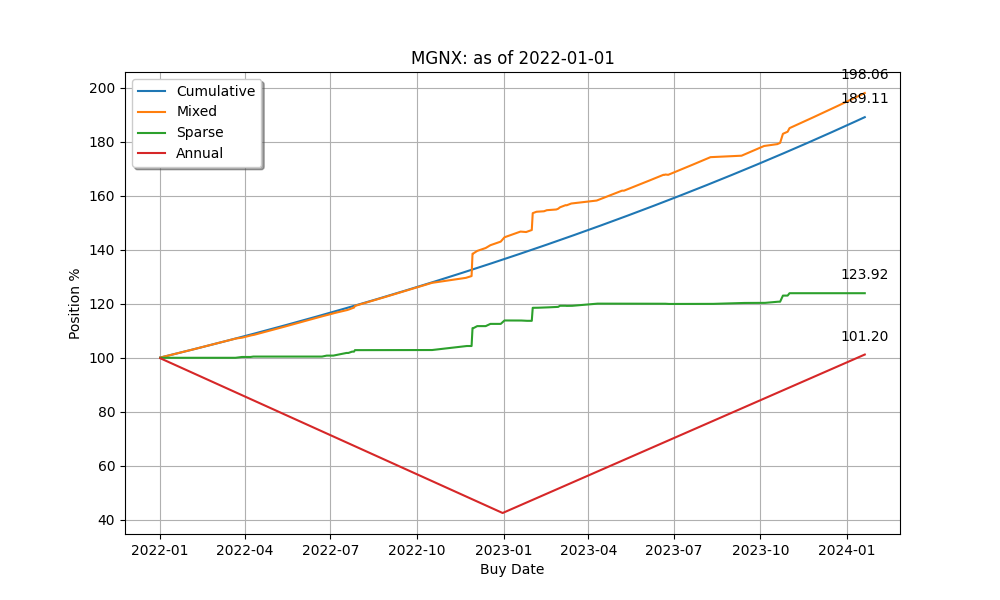 MGNX: as of 2022-01-01
Cumulative
Mixed
Sparse
Annual
198.06
189.11
123.92
101.20
200
180
160
140
120
100
80
60
40
Position %
2022-01 2022-04 2022-07 2022-10 2023-01 2023-04 2023-07 2023-10 2024-01
Buy Date